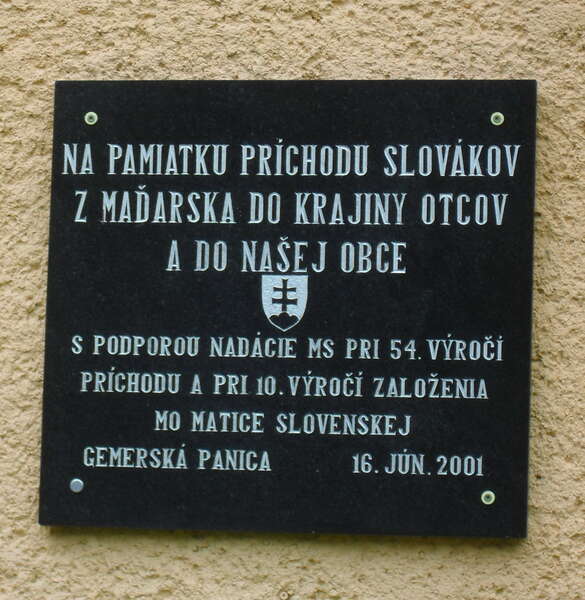 NA PAMIATKU PRÍCHODU SLOVÁKOV
Z MAĎARSKA DO KRAJINY OTCOV
A DO NAŠEJ OBCE
S PODPOROU NADÁCIE MS PRI 54. VÝROČÍ
PRÍCHODU A PRI 10. VÝROČÍ ZALOŽENIA
MO MATICE SLOVENSKEJ
GEMERSKÁ PANICA 16. JÚN. 2001